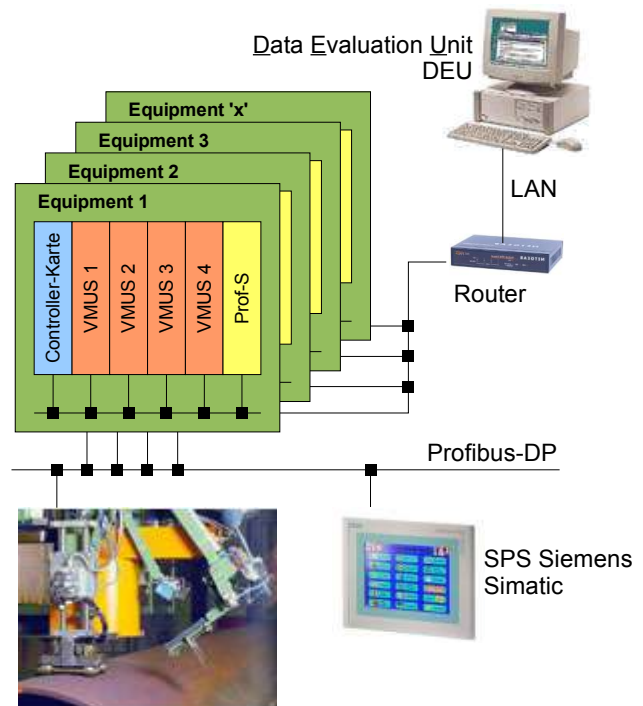 Data Evaluation Unit
DEU
Equipment 'x'
Equipment 3
Equipment 2
Equipment 1
Controller-Karte
VMUS 1
VMUS 2
VMUS 3
VMUS 4
Prof-S
LAN
Router
Profibus-DP
SPS Siemens
Simatic